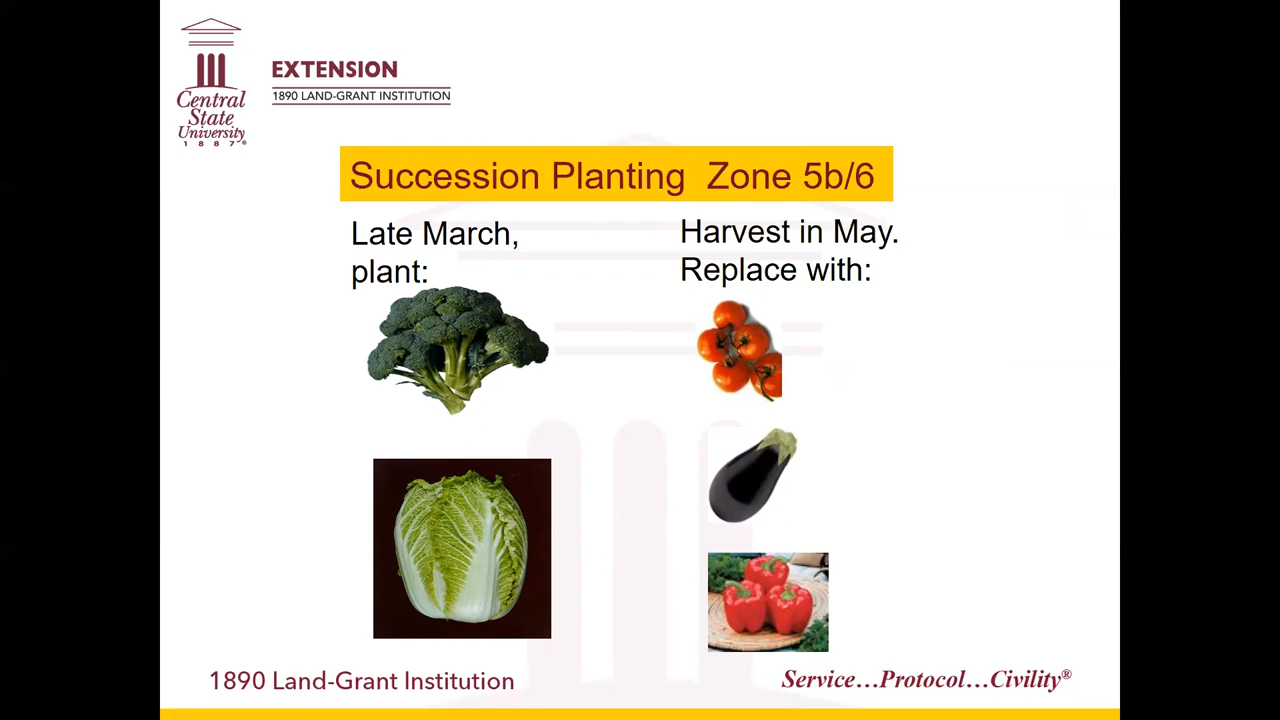 EXTENSION
1890 LAND-GRANT INSTITUTION
Central
State
University
1887®
Succession Planting Zone 5b/6
Late March,
plant:
Harvest in May.
Replace with:
1890 Land-Grant Institution
Service…Protocol…Civility®